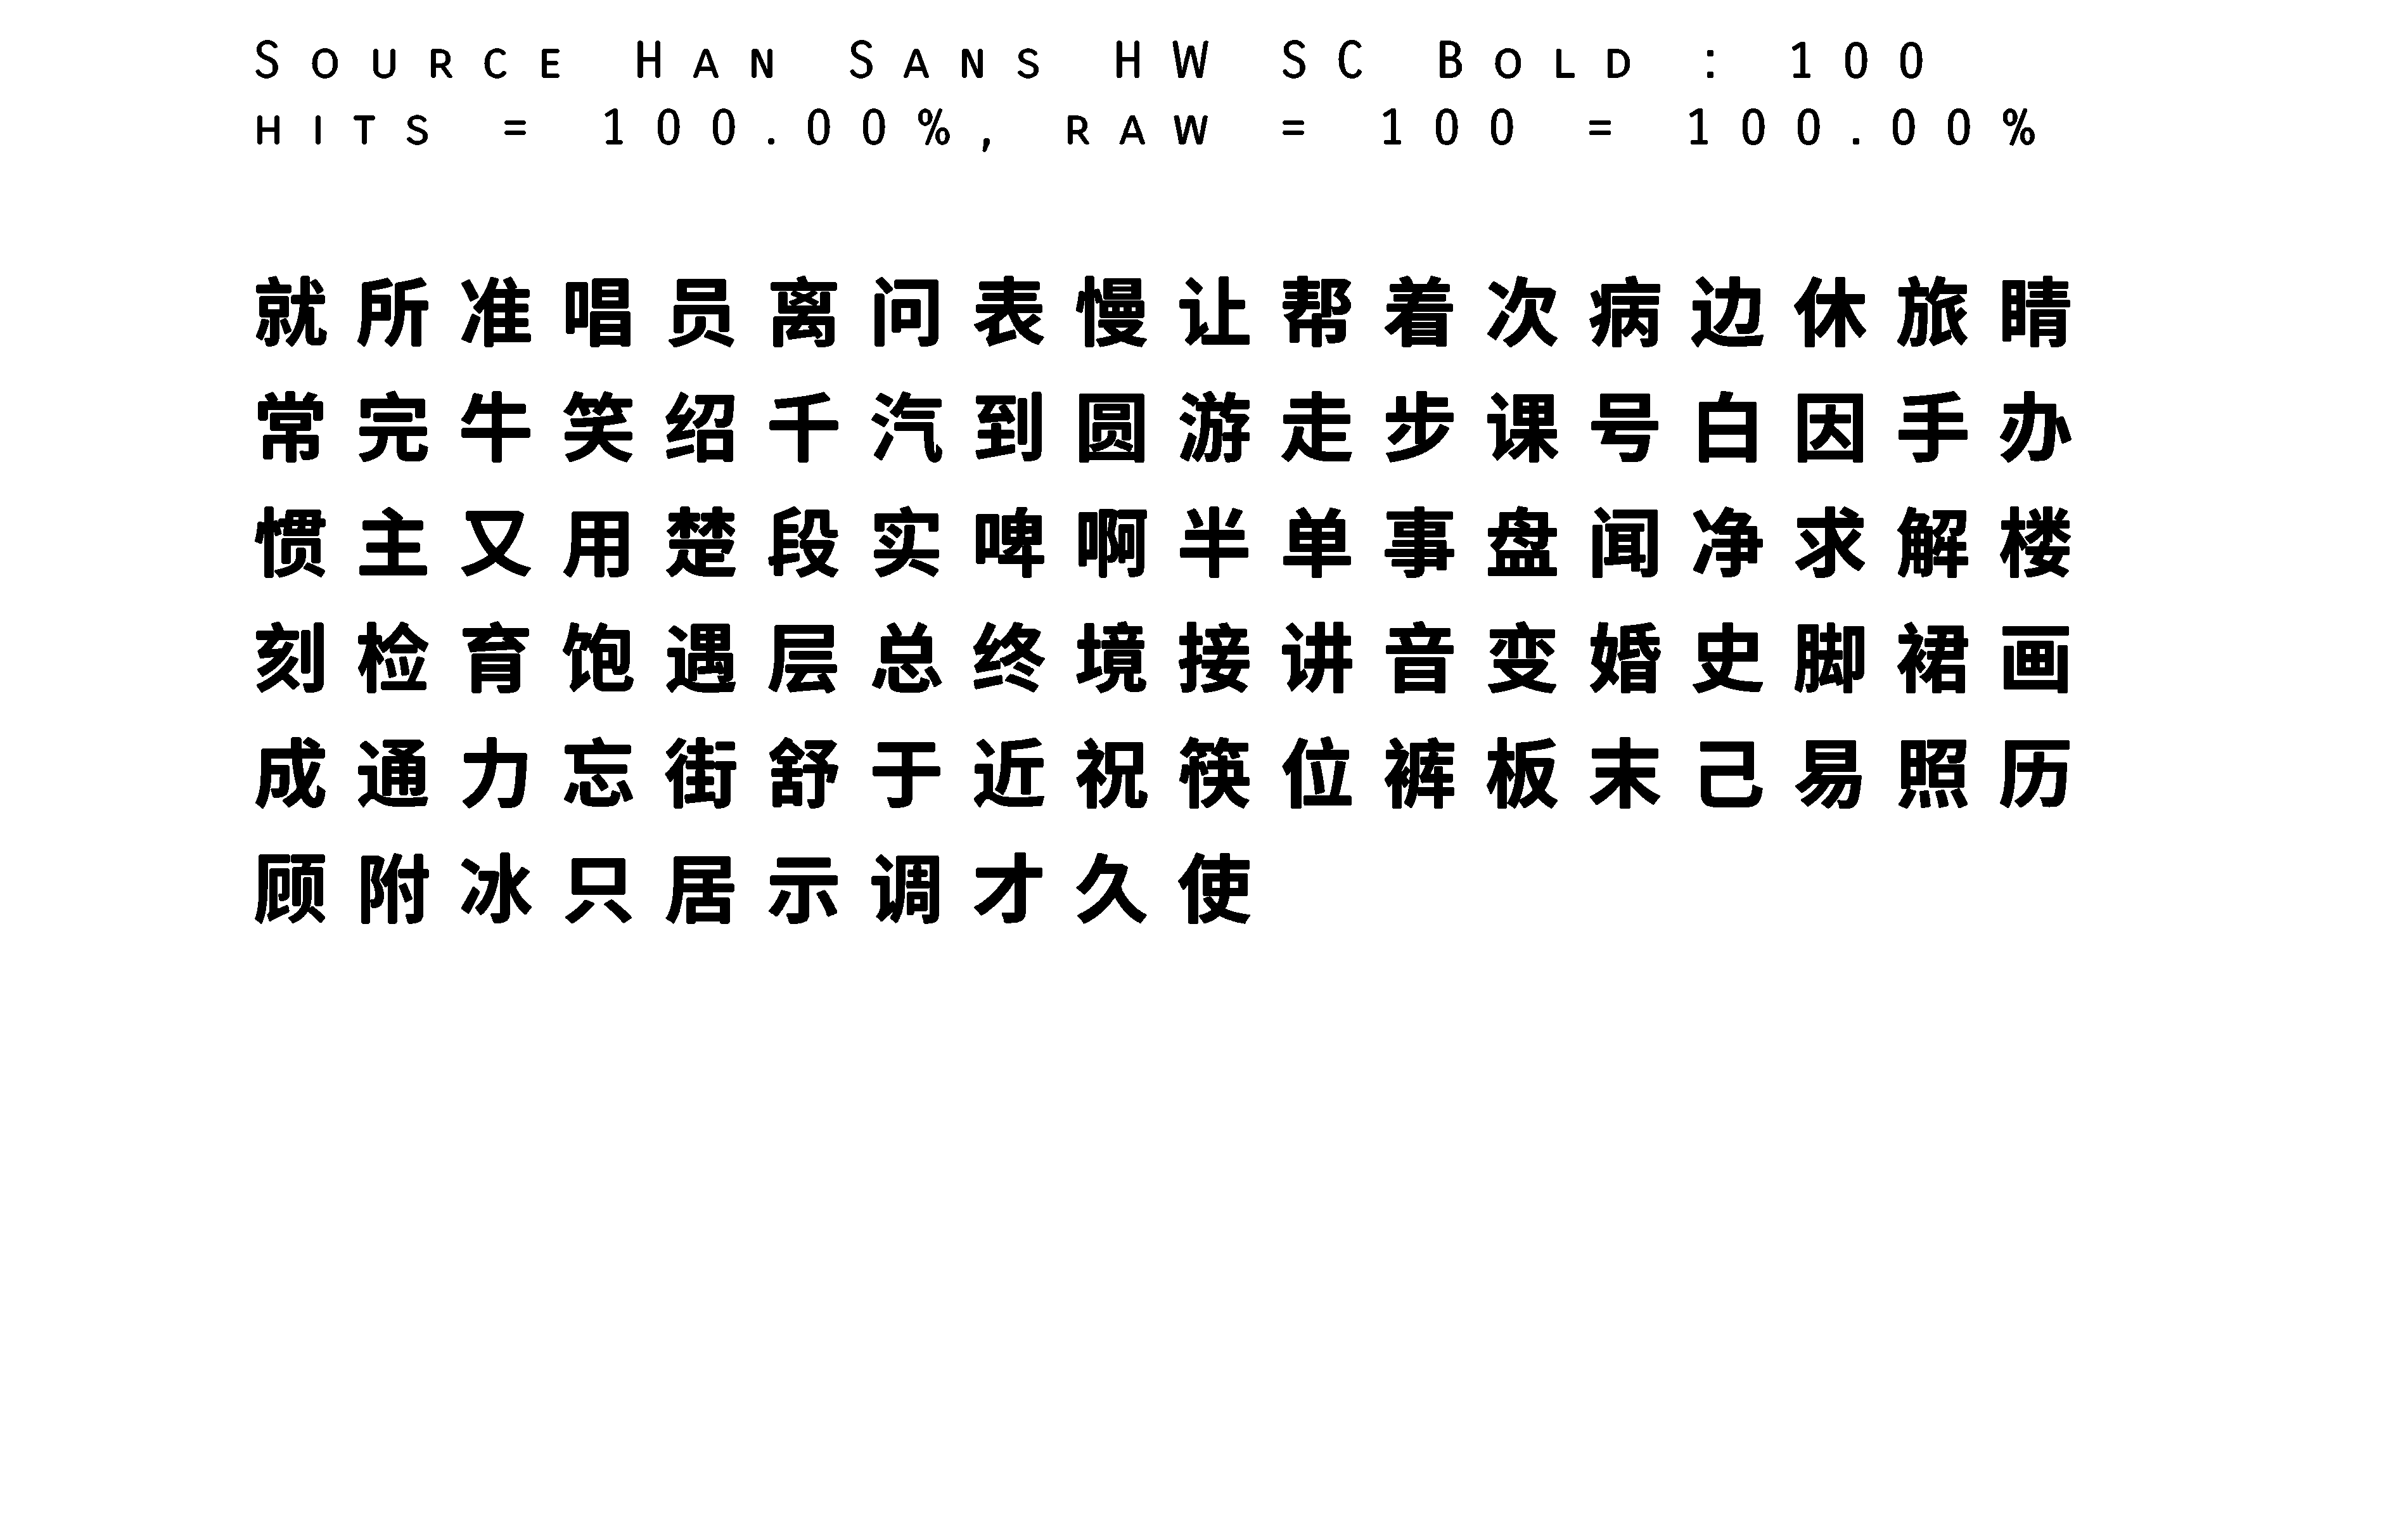 Source Han Sans HW SC Bold : 100
hits = 100.00%, raw = 100 = 100.00%
就所准唱员离问表慢让帮着次病边休旅睛
常完牛笑绍千汽到圆游走步课号白因手办
惯主又用楚段实啤啊半单事盘闻净求解楼
刻检育饱遇层总终境接讲音变婚史脚裙画
成通力忘街舒于近祝筷位裤板末己易照历
顾附冰只居示调才久使